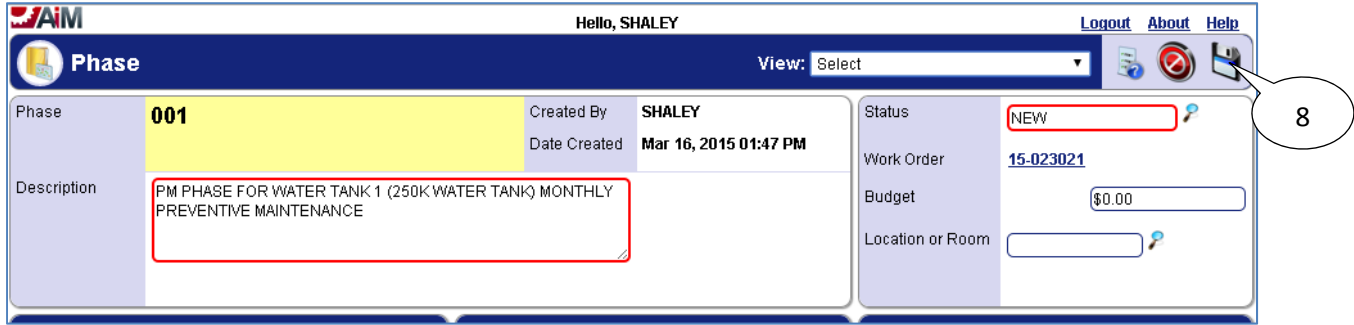 AiM
Hello, SHALEY
Logout About Help
Phase
View: Select
8
Phase
001
Created By SHALEY
Date Created Mar 16, 2015 01:47 PM
Description
PM PHASE FOR WATER TANK 1 (250K WATER TANK) MONTHLY
PREVENTIVE MAINTENANCE
Status NEW
Work Order 15-023021
Budget $0.00
Location or Room